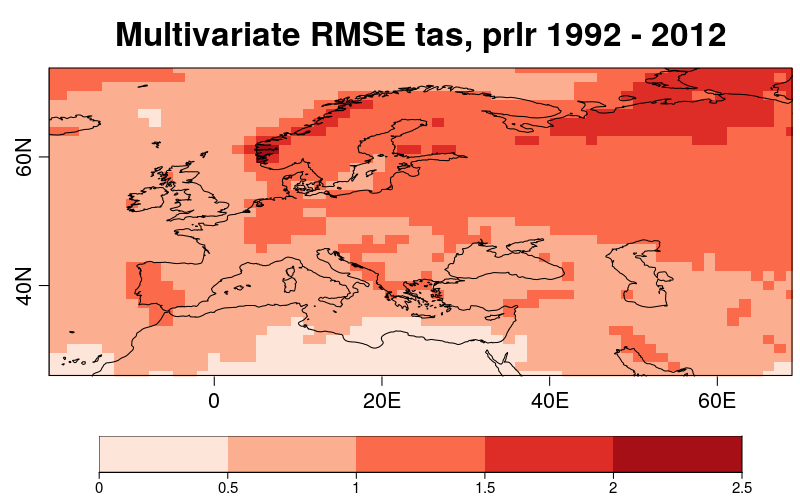 Multivariate RMSE tas, prlr 1992 - 2012
60N
40N
0 20E 40E 60E
0 0.5 1 1.5 2 2.5